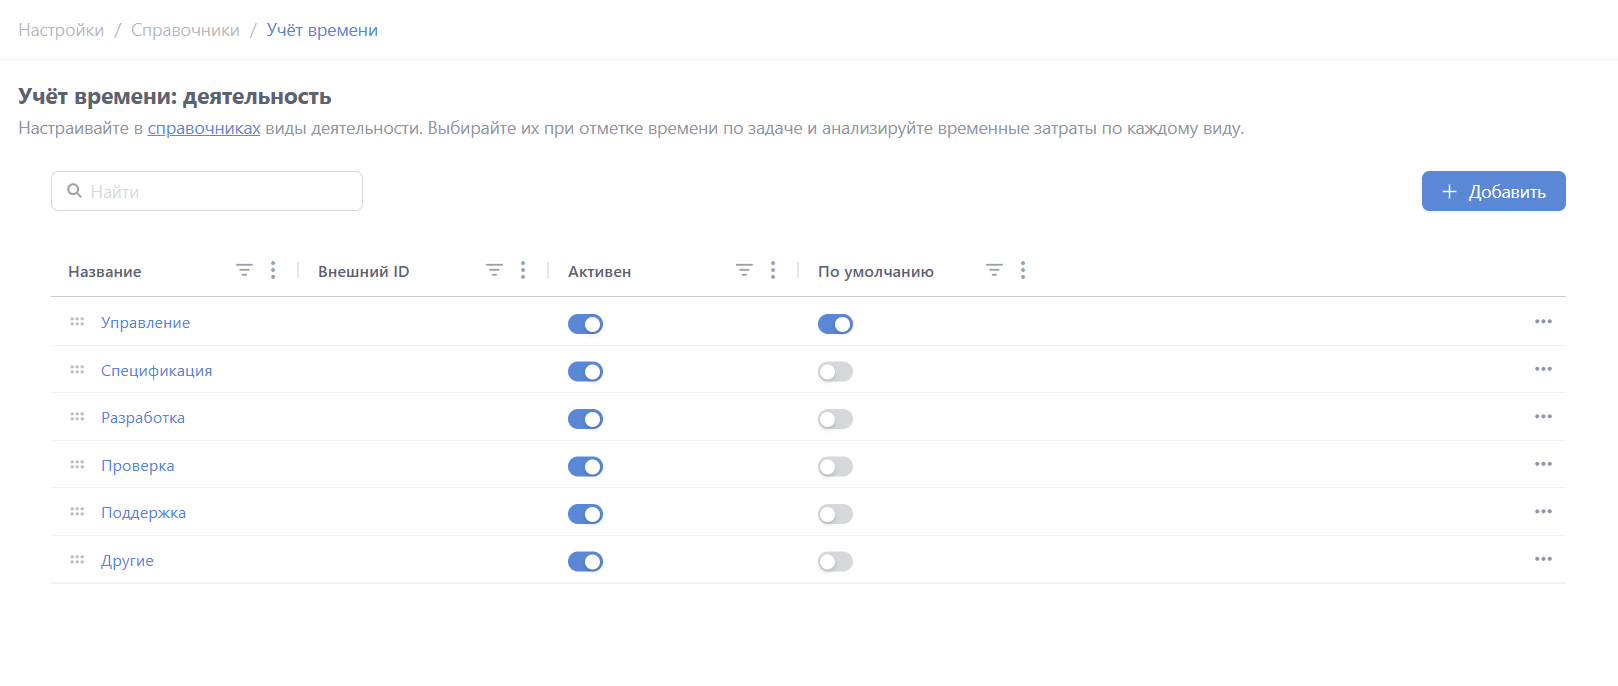 Настройки / Справочники / Учёт времени
Учёт времени: деятельность
Настраивайте в справочниках виды деятельности. Выбирайте их при отметке времени по задаче и анализируйте временные затраты по каждому виду.
Найти
+ Добавить
Название Внешний ID Активен По умолчанию
Управление
Спецификация
Разработка
Проверка
Поддержка
Другие